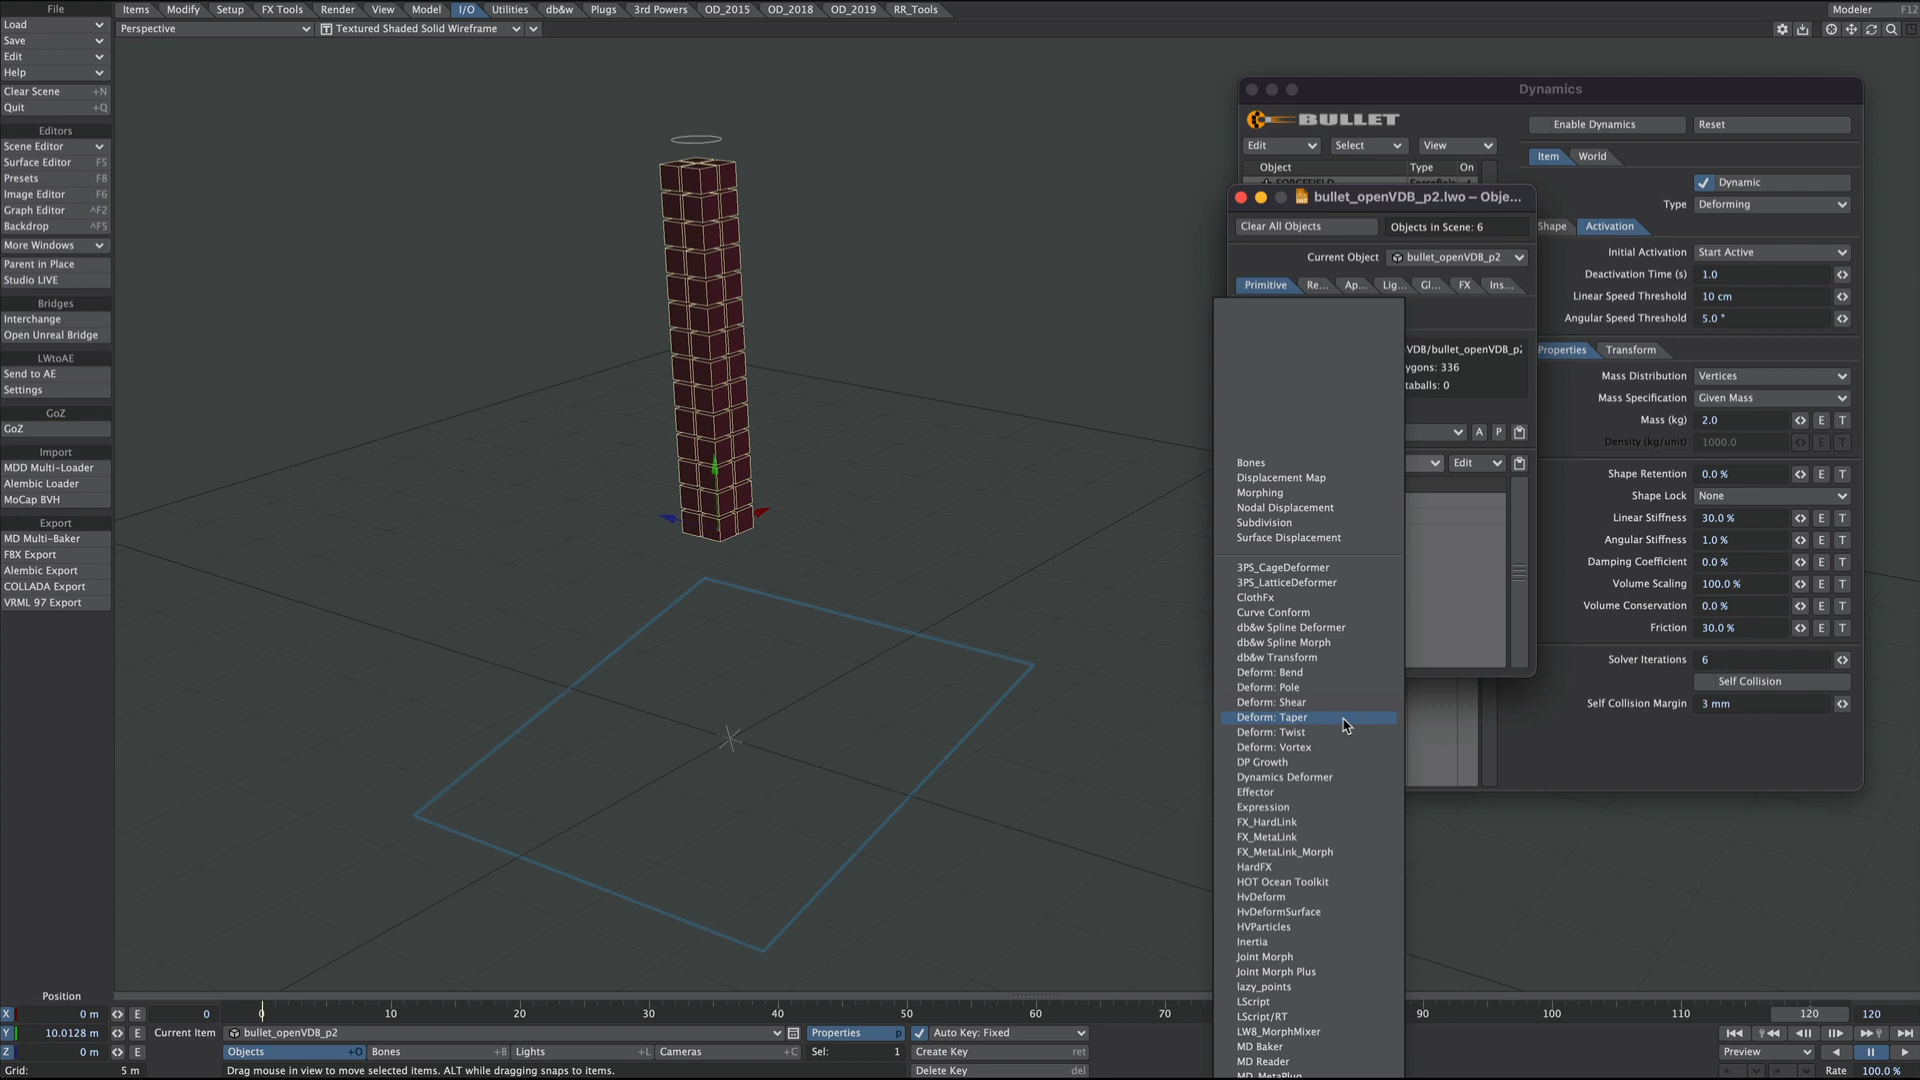 File
Items
Modify
Setup
FX Tools
Render
View
Model
I/O
Utilities
db&w
Plugs
3rd Powers
OD_2015
OD_2018
OD_2019
RR_Tools
Modeler F12
Load
Save
Edit
Help
Clear Scene +N
Quit +Q
Editors
Scene Editor
Surface Editor F5
Presets F8
Image Editor F6
Graph Editor ^F2
Backdrop ^F5
More Windows
Parent in Place
Studio LIVE
Bridges
Interchange
Open Unreal Bridge
LWtoAE
Send to AE
Settings
GoZ
GoZ
Import
MDD Multi-Loader
Alembic Loader
MoCap BVH
Export
MD Multi-Baker
FBX Export
Alembic Export
COLLADA Export
VRML 97 Export
Perspective
Textured Shaded Solid Wireframe
Dynamics
BULLET
Edit
Select
View
Object Type On
Enable Dynamics
Reset
Item
World
Dynamic
Type Deforming
Shape
Activation
Initial Activation Start Active
Deactivation Time (s) 1.0
Linear Speed Threshold 10 cm
Angular Speed Threshold 5.0 °
Properties
Transform
Mass Distribution Vertices
Mass Specification Given Mass
Mass (kg) 2.0 E T
Density (kg/unit) 1000.0 E T
Shape Retention 0.0 % E T
Shape Lock None
Linear Stiffness 30.0 % E T
Angular Stiffness 1.0 % E T
Damping Coefficient 0.0 % E T
Volume Scaling 100.0 % E T
Volume Conservation 0.0 % E T
Friction 30.0 % E T
Solver Iterations 6
Self Collision
Self Collision Margin 3 mm
bullet_openVDB_p2.lwo – Obje...
Clear All Objects
Objects in Scene: 6
Current Object bullet_openVDB_p2
Primitive
Re...
Ap...
Lig...
Gl...
FX
Ins...
VDB/bullet_openVDB_p2
ygons: 336
taballs: 0
A P
Edit
Bones
Displacement Map
Morphing
Nodal Displacement
Subdivision
Surface Displacement
3PS_CageDeformer
3PS_LatticeDeformer
ClothFx
Curve Conform
db&w Spline Deformer
db&w Spline Morph
db&w Transform
Deform: Bend
Deform: Pole
Deform: Shear
Deform: Taper
Deform: Twist
Deform: Vortex
DP Growth
Dynamics Deformer
Effector
Expression
FX_HardLink
FX_MetaLink
FX_MetaLink_Morph
HardFX
HOT Ocean Toolkit
HvDeform
HvDeformSurface
HVParticles
Inertia
Joint Morph
Joint Morph Plus
lazy_points
LScript
LScript/RT
LW8_MorphMixer
MD Baker
MD Reader
MD_MetaPlug
Position
X 0 m E
Y 10.0128 m E
Z 0 m E
Grid: 5 m
0
0 10 20 30 40 50 60 70 90 100 110 120 120
Current Item bullet_openVDB_p2
Properties p
Auto Key: Fixed
Objects +O
Bones +B
Lights +L
Cameras +C
Sel: 1
Create Key ret
Delete Key del
Drag mouse in view to move selected items. ALT while dragging snaps to items.
Preview
Rate 100.0 %